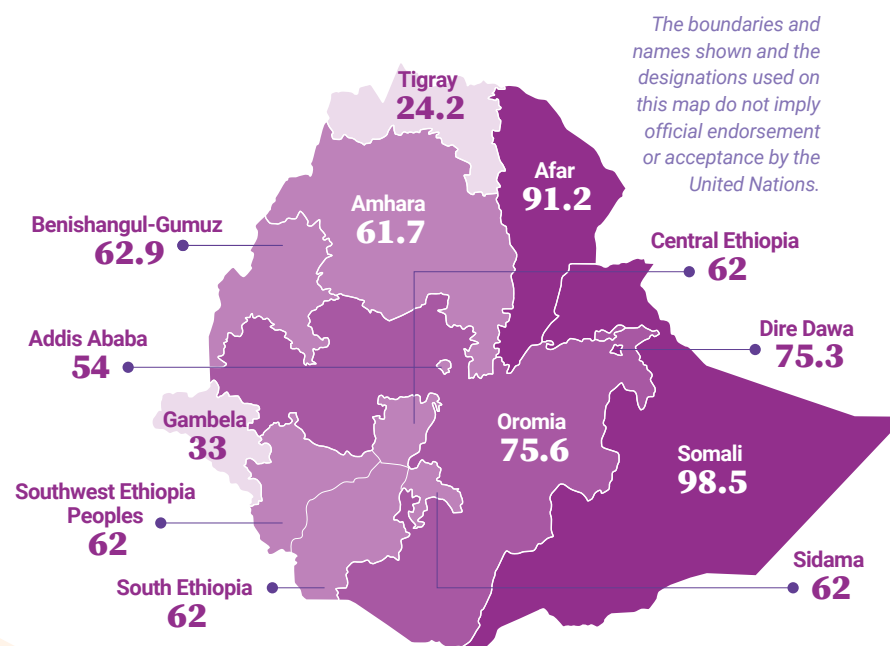 The boundaries and
names shown and the
designations used on
this map do not imply
official endorsement
or acceptance by the
United Nations.
Tigray
24.2
Afar
91.2
Amhara
61.7
Benishangul-Gumuz
62.9
Central Ethiopia
62
Addis Ababa
54
Dire Dawa
75.3
Gambela
33
Oromia
75.6
Somali
98.5
Southwest Ethiopia
Peoples
62
South Ethiopia
62
Sidama
62